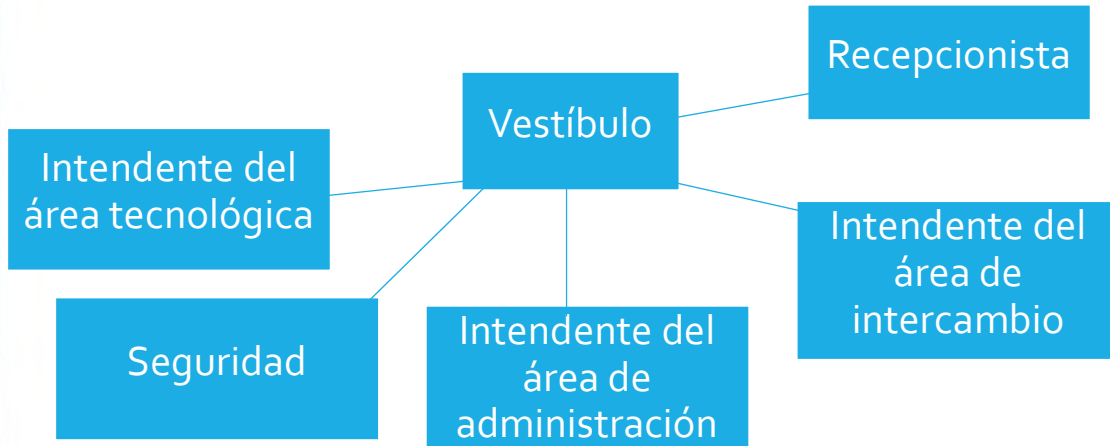 Recepcionista
Vestíbulo
Intendente del
área tecnológica
Intendente del
área de
intercambio
Seguridad
Intendente del
área de
administración